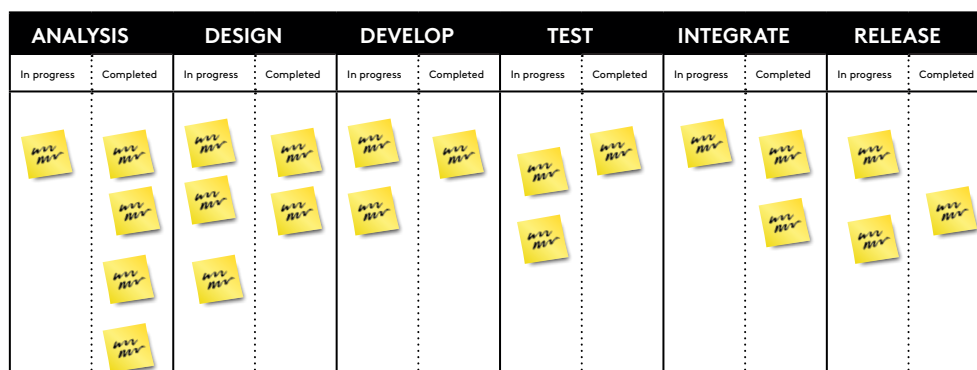 ANALYSIS DESIGN DEVELOP TEST INTEGRATE RELEASE
In progress Completed In progress Completed In progress Completed In progress Completed In progress Completed In progress Completed